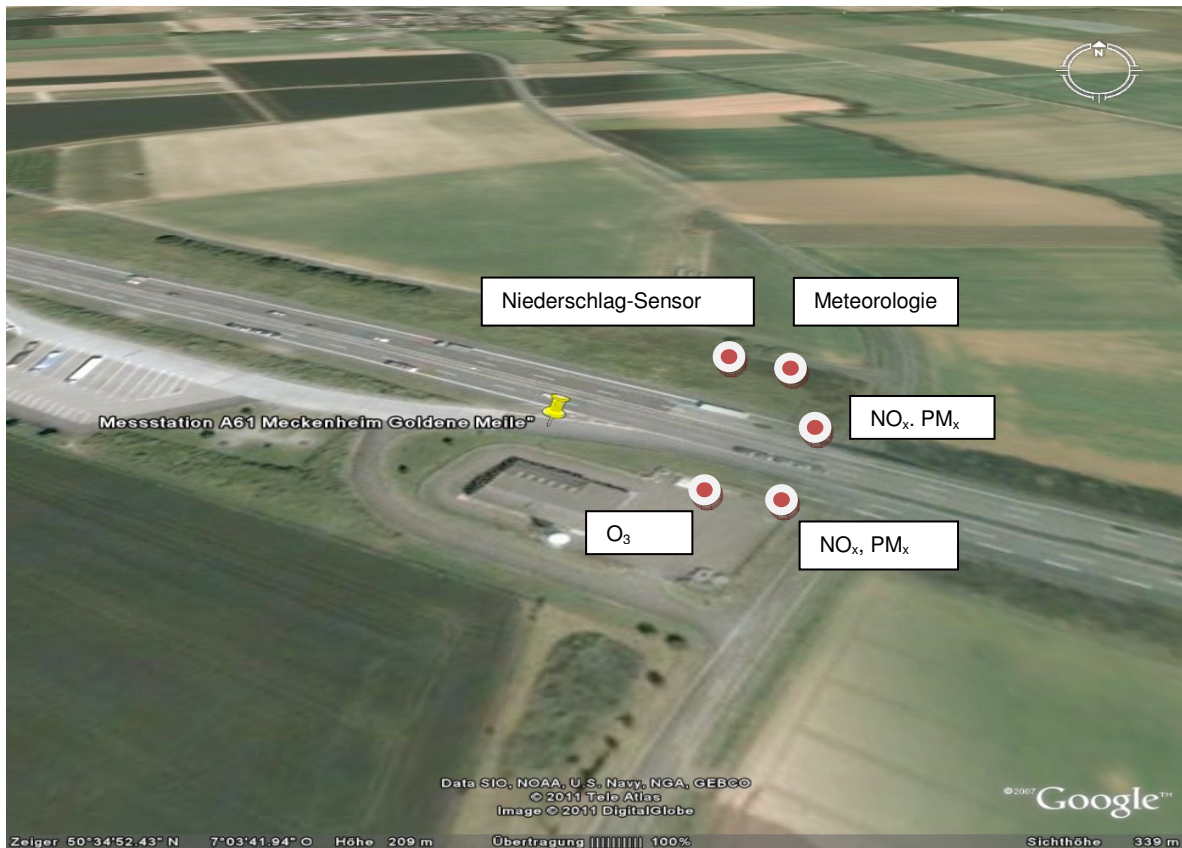 N
Niederschlag-Sensor
Meteorologie
Messstation A61 Meckenheim Goldene Meile"
NOₓ. PMₓ
O₃
NOₓ, PMₓ
Data SIO, NOAA, U.S. Navy, NGA, GEBCO
© 2011 Tele Atlas
Image © 2011 DigitalGlobe
©2007 Google™
Zeiger 50°34'52.43" N 7°03'41.94" O Höhe 209 m Übertragung |||||||||| 100% Sichthöhe 339 m